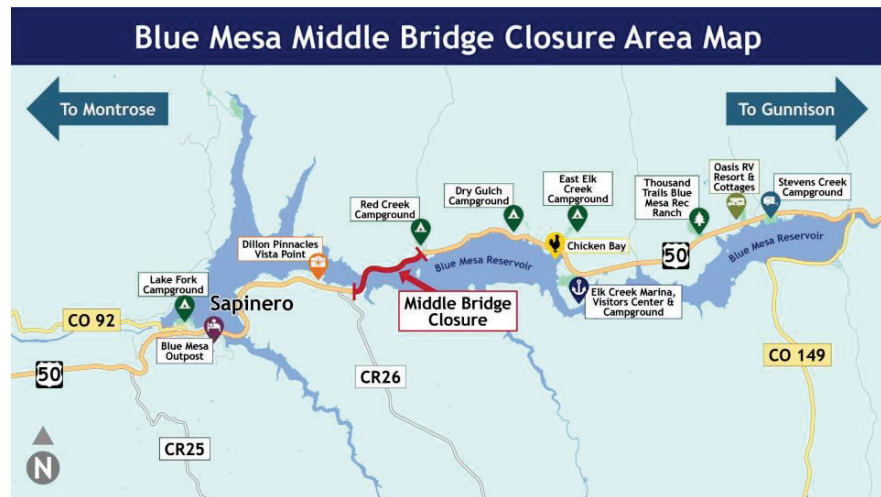 Blue Mesa Middle Bridge Closure Area Map
To Montrose
To Gunnison
Red Creek
Campground
Dry Gulch
Campground
East Elk
Creek
Campground
Thousand
Trails Blue
Mesa Rec
Ranch
Oasis RV
Resort &
Cottages
Stevens Creek
Campground
Dillon Pinnacles
Vista Point
Chicken Bay
Blue Mesa Reservoir
50
Blue Mesa Reservoir
Lake Fork
Campground
Sapinero
Middle Bridge
Closure
Elk Creek Marina,
Visitors Center &
Campground
CO 92
Blue Mesa
Outpost
CO 149
50
CR26
CR25
N